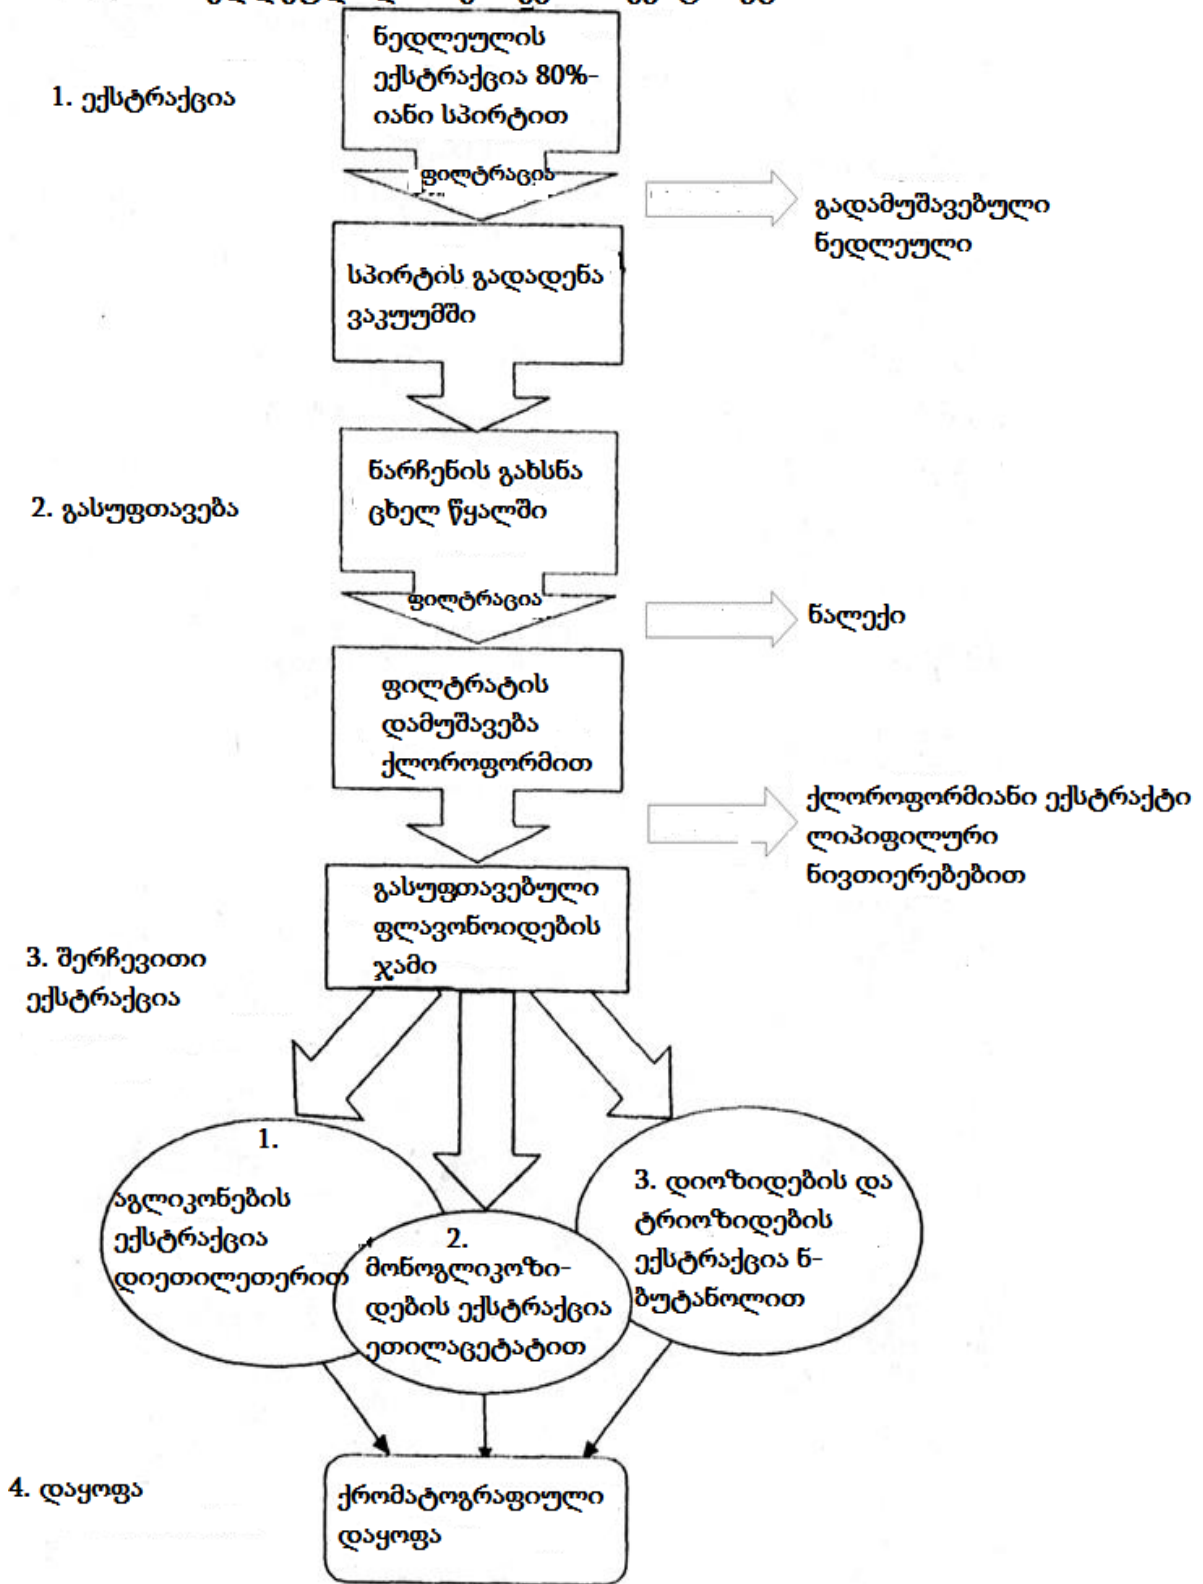 ნედლეულის
ექსტრაქცია 80%-
იანი სპირტით
1. ექსტრაქცია
ფილტრაცია
გადამუშავებული
ნედლეული
სპირტის გადადენა
ვაკუუმში
ნარჩენის გახსნა
ცხელ წყალში
2. გასუფთავება
ფილტრაცია
ნალექი
ფილტრატის
დამუშავება
ქლოროფორმით
ქლოროფორმიანი ექსტრაქტი
ლიპიფილური
ნივთიერებებით
გასუფთავებული
ფლავონოიდების
ჯამი
3. შერჩევითი
ექსტრაქცია
1.
აგლიკონების
ექსტრაქცია
დიეთილეთერით
2.
მონოგლიკოზი-
დების ექსტრაქცია
ეთილაცეტატით
3. დიოზიდების და
ტრიოზიდების
ექსტრაქცია ნ-
ბუტანოლით
4. დაყოფა
ქრომატოგრაფიული
დაყოფა